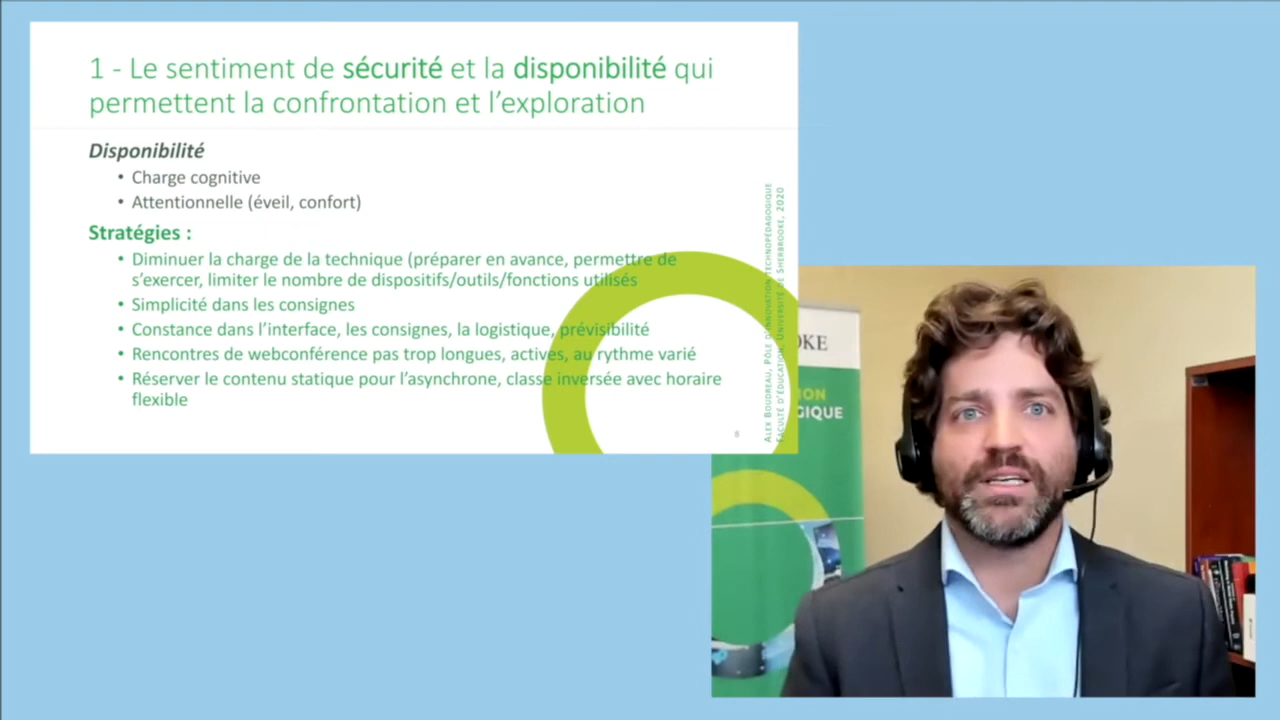 1 - Le sentiment de sécurité et la disponibilité qui
permettent la confrontation et l’exploration
Disponibilité
• Charge cognitive
• Attentionnelle (éveil, confort)
Stratégies :
• Diminuer la charge de la technique (préparer en avance, permettre de
s’exercer, limiter le nombre de dispositifs/outils/fonctions utilisés
• Simplicité dans les consignes
• Constance dans l’interface, les consignes, la logistique, prévisibilité
• Rencontres de webconférence pas trop longues, actives, au rythme varié
• Réserver le contenu statique pour l’asynchrone, classe inversée avec horaire
flexible
8
Alex Boudreau, Pôle d’innovation technopédagogique
Faculté d’éducation, Université de Sherbrooke, 2020
OKE
ION
GIQUE